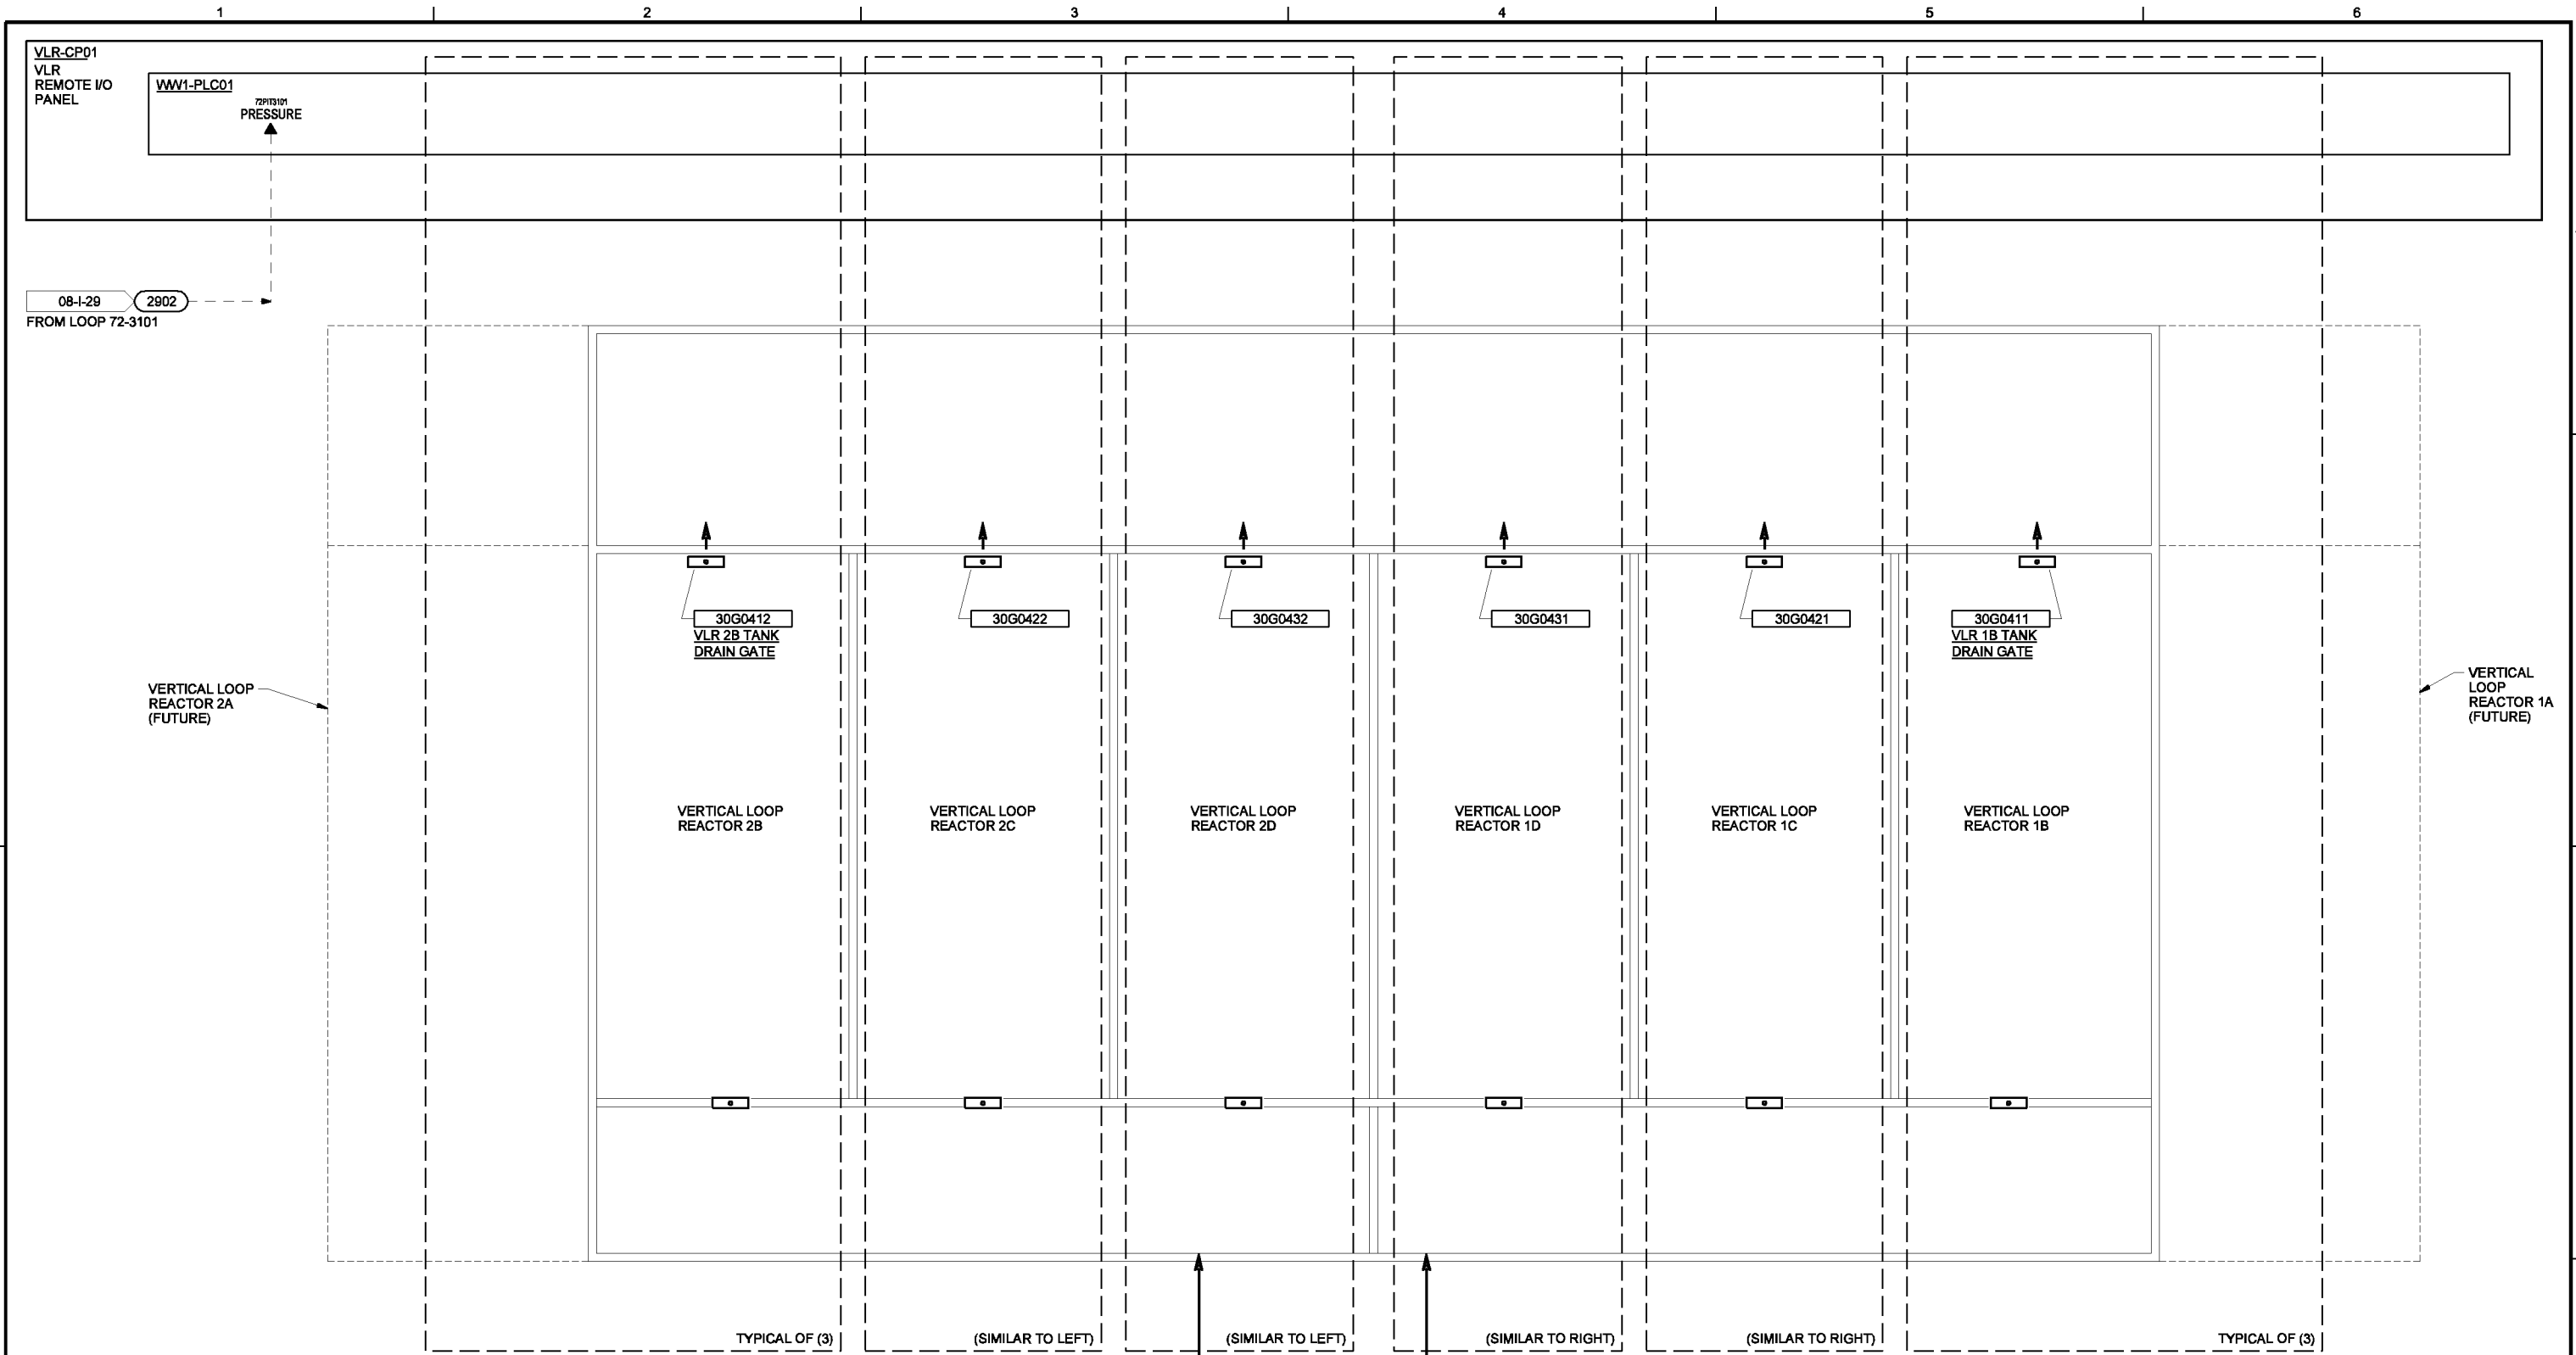 1 2 3 4 5 6
VLR-CP01
VLR
REMOTE I/O
PANEL
WW1-PLC01
72PIT3101
PRESSURE
08-I-29 2902
FROM LOOP 72-3101
30G0412
VLR 2B TANK
DRAIN GATE
30G0422
30G0432
30G0431
30G0421
30G0411
VLR 1B TANK
DRAIN GATE
VERTICAL LOOP
REACTOR 2A
(FUTURE)
VERTICAL
LOOP
REACTOR 1A
(FUTURE)
VERTICAL LOOP
REACTOR 2B
VERTICAL LOOP
REACTOR 2C
VERTICAL LOOP
REACTOR 2D
VERTICAL LOOP
REACTOR 1D
VERTICAL LOOP
REACTOR 1C
VERTICAL LOOP
REACTOR 1B
TYPICAL OF (3)
(SIMILAR TO LEFT)
(SIMILAR TO LEFT)
(SIMILAR TO RIGHT)
(SIMILAR TO RIGHT)
TYPICAL OF (3)